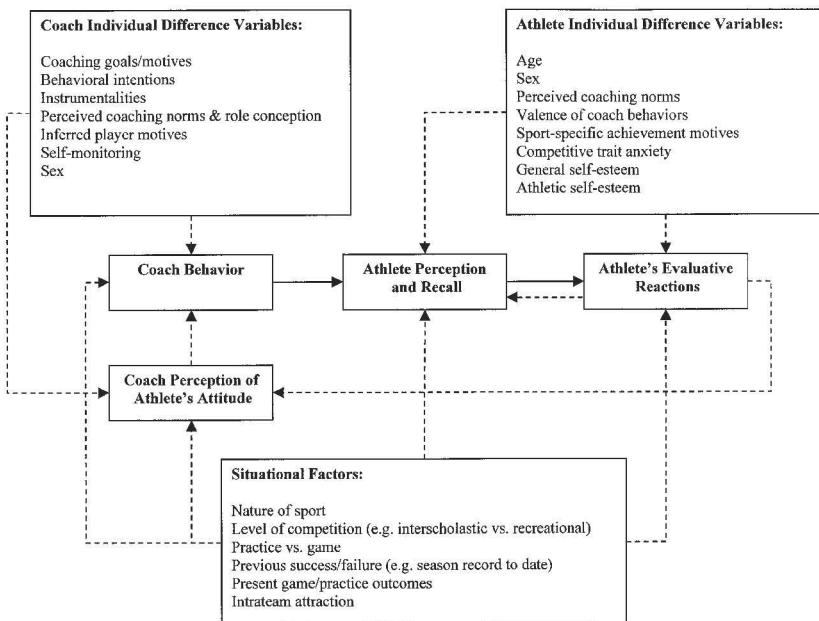 Coach Individual Difference Variables:
Coaching goals/motives
Behavioral intentions
Instrumentalities
Perceived coaching norms & role conception
Inferred player motives
Self-monitoring
Sex
Athlete Individual Difference Variables:
Age
Sex
Perceived coaching norms
Valence of coach behaviors
Sport-specific achievement motives
Competitive trait anxiety
General self-esteem
Athletic self-esteem
Coach Behavior
Athlete Perception
and Recall
Athlete's Evaluative
Reactions
Coach Perception of
Athlete's Attitude
Situational Factors:
Nature of sport
Level of competition (e.g. interscholastic vs. recreational)
Practice vs. game
Previous success/failure (e.g. season record to date)
Present game/practice outcomes
Intrateam attraction